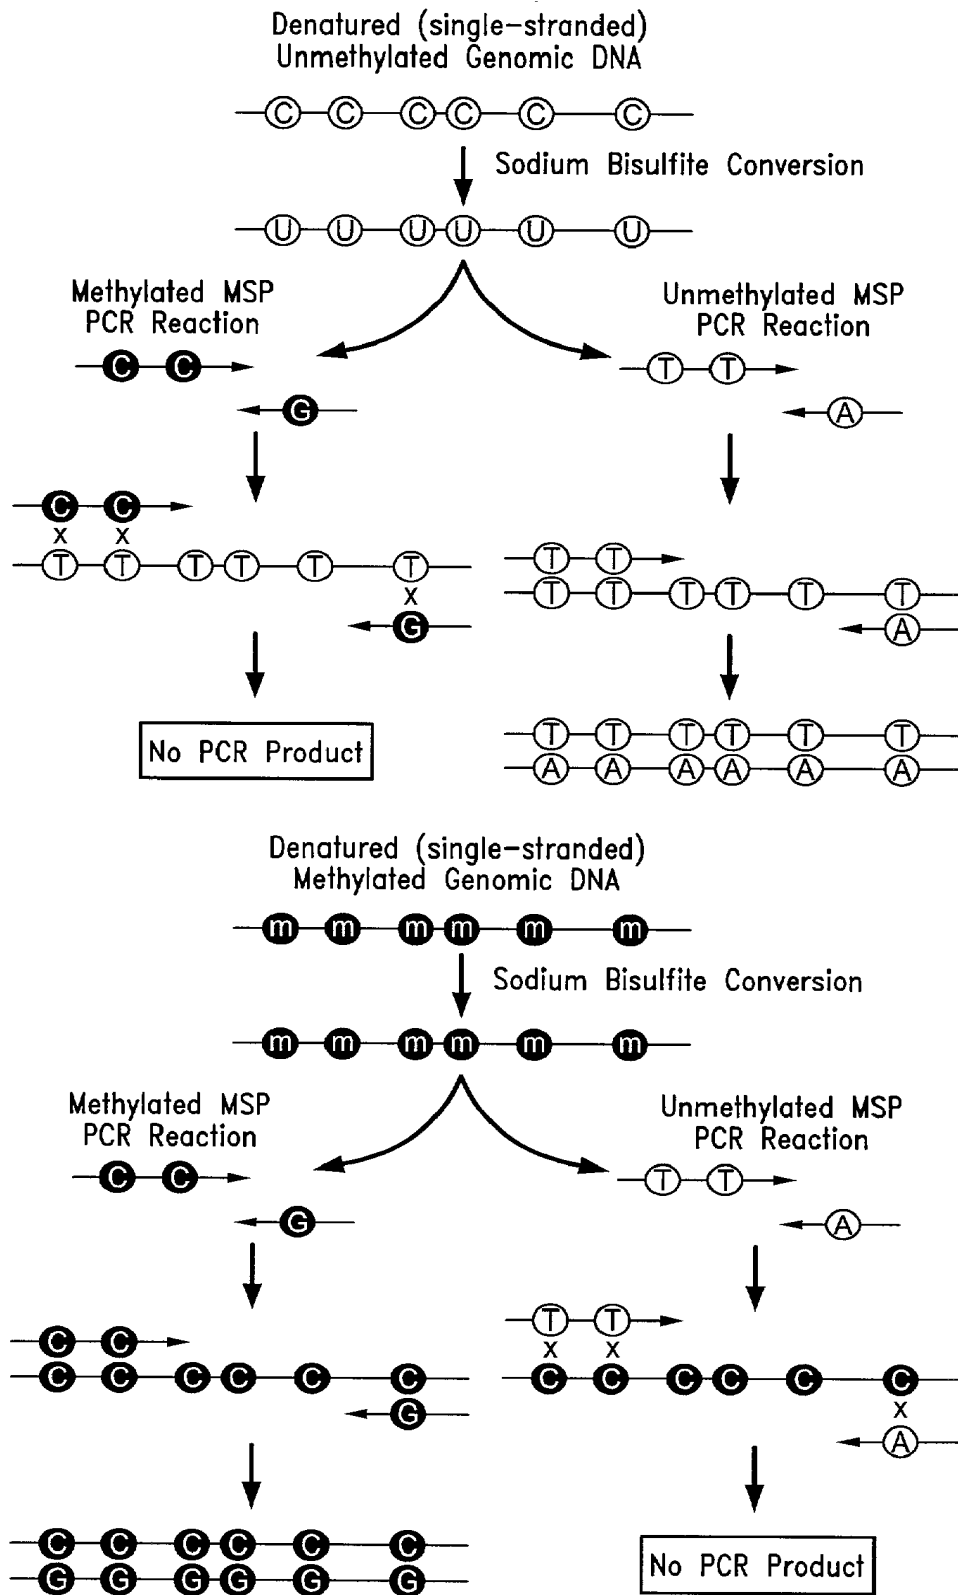 Denatured (single-stranded)
Unmethylated Genomic DNA
C C C C C C
Sodium Bisulfite Conversion
U U U U U U
Methylated MSP
PCR Reaction
Unmethylated MSP
PCR Reaction
C C
T T
G
A
C C
x x
T T T T T T
x
G
T T
T T T T T T
A
No PCR Product
T T T T T T
A A A A A A
Denatured (single-stranded)
Methylated Genomic DNA
m m m m m m
Sodium Bisulfite Conversion
m m m m m m
Methylated MSP
PCR Reaction
Unmethylated MSP
PCR Reaction
C C
T T
G
A
C C
C C C C C C
G
T T
x x
C C C C C C
x
A
C C C C C C
G G G G G G
No PCR Product